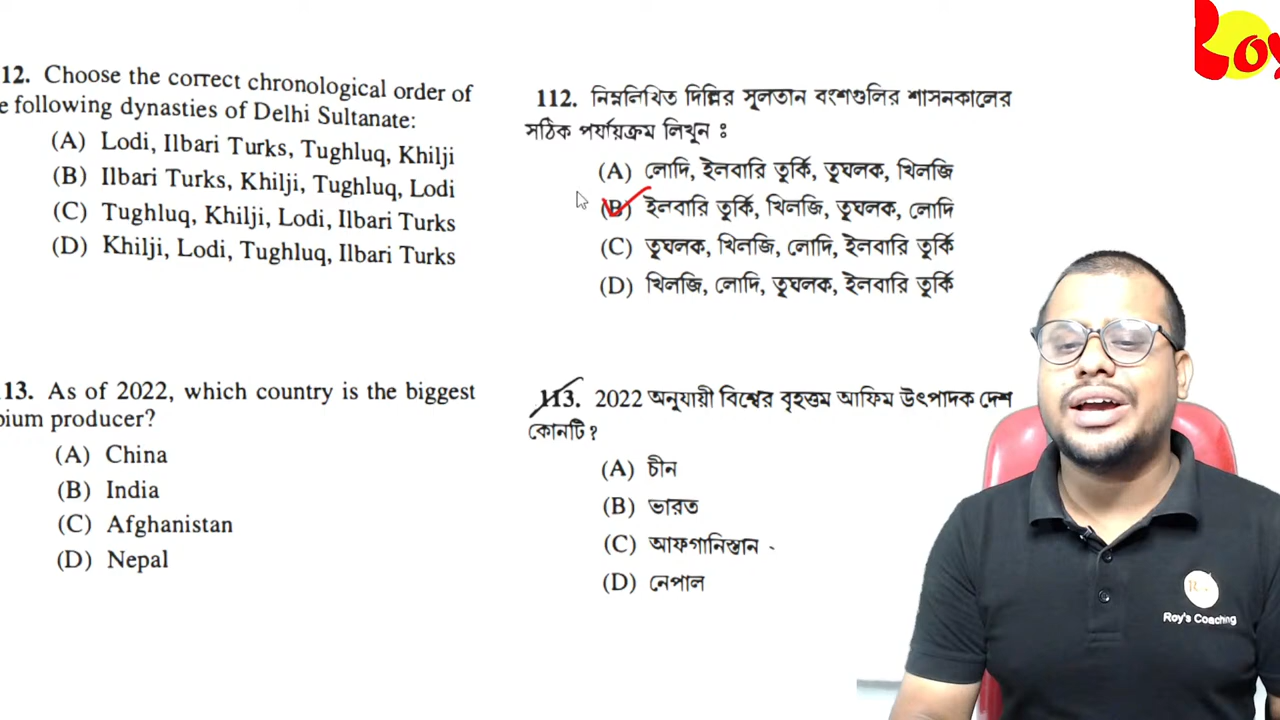 12. Choose the correct chronological order of
e following dynasties of Delhi Sultanate:
(A) Lodi, Ilbari Turks, Tughluq, Khilji
(B) Ilbari Turks, Khilji, Tughluq, Lodi
(C) Tughluq, Khilji, Lodi, Ilbari Turks
(D) Khilji, Lodi, Tughluq, Ilbari Turks
13. As of 2022, which country is the biggest
pium producer?
(A) China
(B) India
(C) Afghanistan
(D) Nepal
112. নিম্নলিখিত দিল্লির সুলতান বংশগুলির শাসনকালের
সঠিক পর্যায়ক্রম লিখুন ঃ
(A) লোদি, ইলবারি তুর্কি, তুঘলক, খিলজি
(B) ইলবারি তুর্কি, খিলজি, তুঘলক, লোদি
(C) তুঘলক, খিলজি, লোদি, ইলবারি তুর্কি
(D) খিলজি, লোদি, তুঘলক, ইলবারি তুর্কি
113. 2022 অনুযায়ী বিশ্বের বৃহত্তম আফিম উৎপাদক দেশ
কোনটি?
(A) চীন
(B) ভারত
(C) আফগানিস্তান
(D) নেপাল
Roy
Roy's Coaching